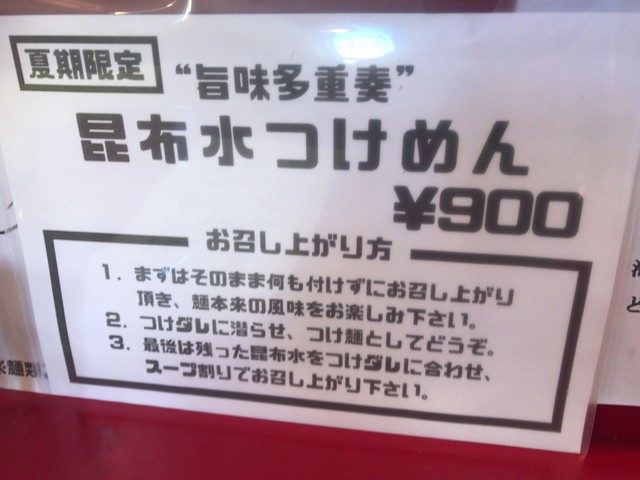 夏期限定
“旨味多重奏”
昆布水つけめん
¥900
お召し上がり方
1. まずはそのまま何も付けずにお召し上がり
頂き、麺本来の風味をお楽しみ下さい。
2. つけダレに潜らせ、つけ麺としてどうぞ。
3. 最後は残った昆布水をつけダレに合わせ、
スープ割りでお召し上がり下さい。